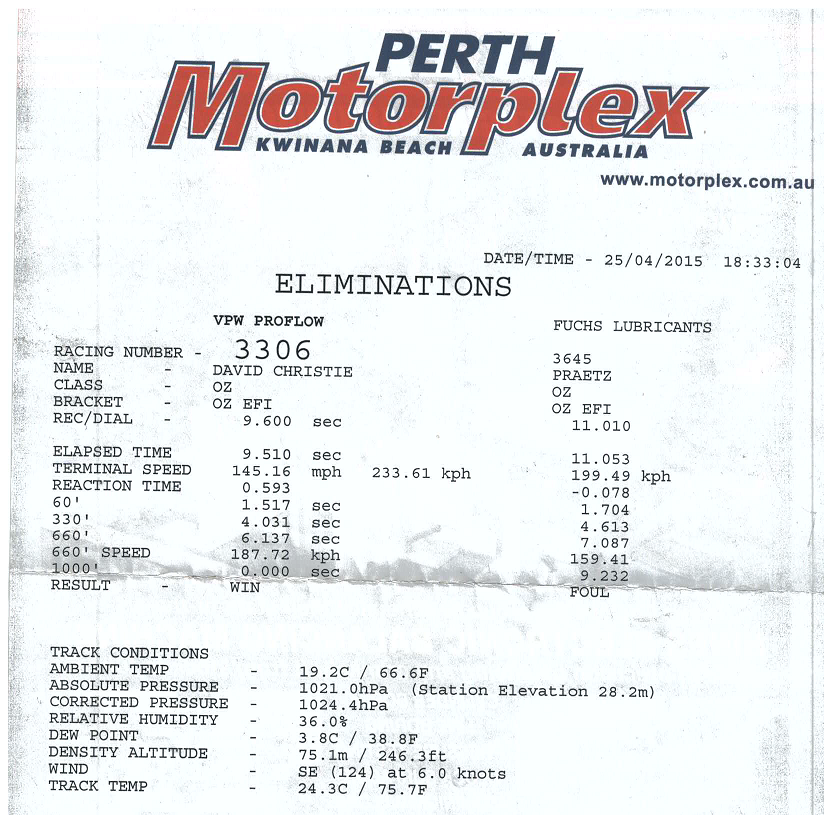 PERTH
Motorplex
KWINANA BEACH AUSTRALIA
www.motorplex.com.au
DATE/TIME - 25/04/2015 18:33:04
ELIMINATIONS
VPW PROFLOW FUCHS LUBRICANTS
RACING NUMBER - 3306 3645
NAME - DAVID CHRISTIE PRAETZ
CLASS - OZ OZ
BRACKET - OZ EFI OZ EFI
REC/DIAL - 9.600 sec 11.010
ELAPSED TIME 9.510 sec 11.053
TERMINAL SPEED 145.16 mph 233.61 kph 199.49 kph
REACTION TIME 0.593 -0.078
60' 1.517 sec 1.704
330' 4.031 sec 4.613
660' 6.137 sec 7.087
660' SPEED 187.72 kph 159.41
1000' 0.000 sec 9.232
RESULT - WIN FOUL
TRACK CONDITIONS
AMBIENT TEMP - 19.2C / 66.6F
ABSOLUTE PRESSURE - 1021.0hPa (Station Elevation 28.2m)
CORRECTED PRESSURE - 1024.4hPa
RELATIVE HUMIDITY - 36.0%
DEW POINT - 3.8C / 38.8F
DENSITY ALTITUDE - 75.1m / 246.3ft
WIND - SE (124) at 6.0 knots
TRACK TEMP - 24.3C / 75.7F